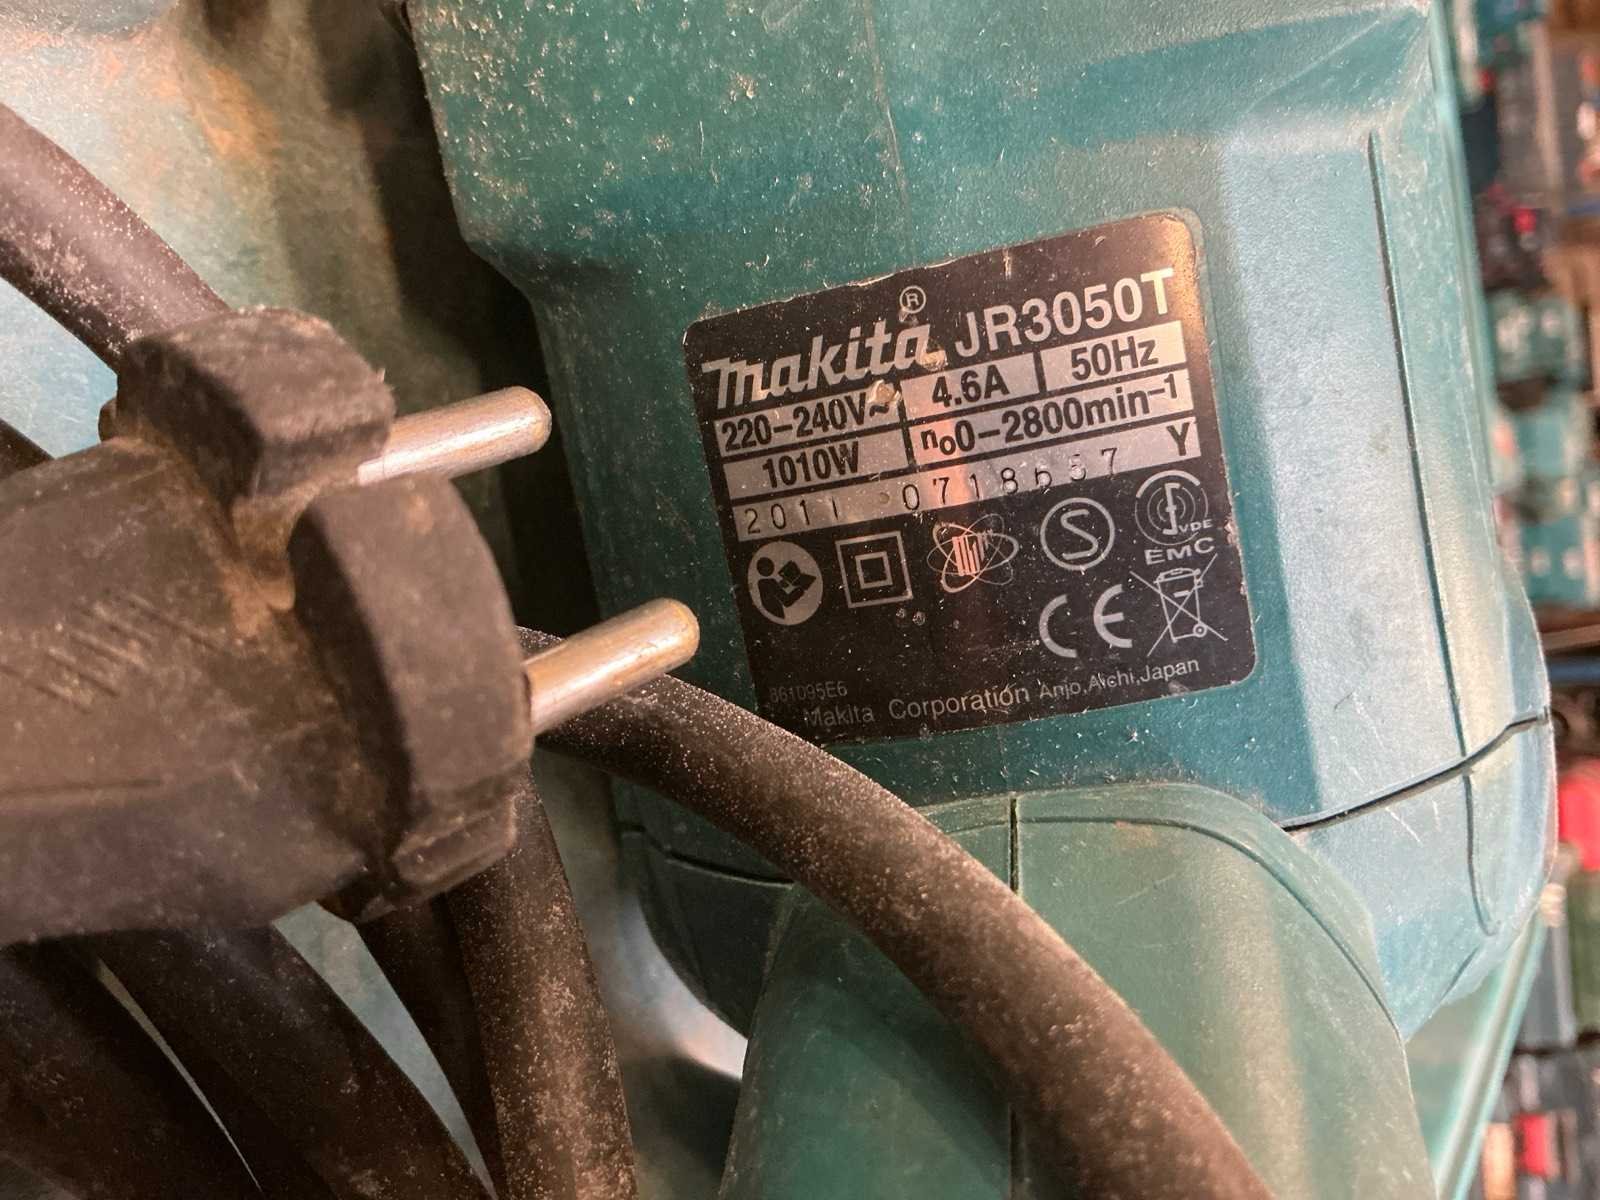 makita® JR3050T
220-240V~ 4.6A 50Hz
1010W n₀0-2800min⁻¹
2011 0718657 Y
S VDE
EMC
CE
861095E6
Makita Corporation Anjo,Aichi,Japan